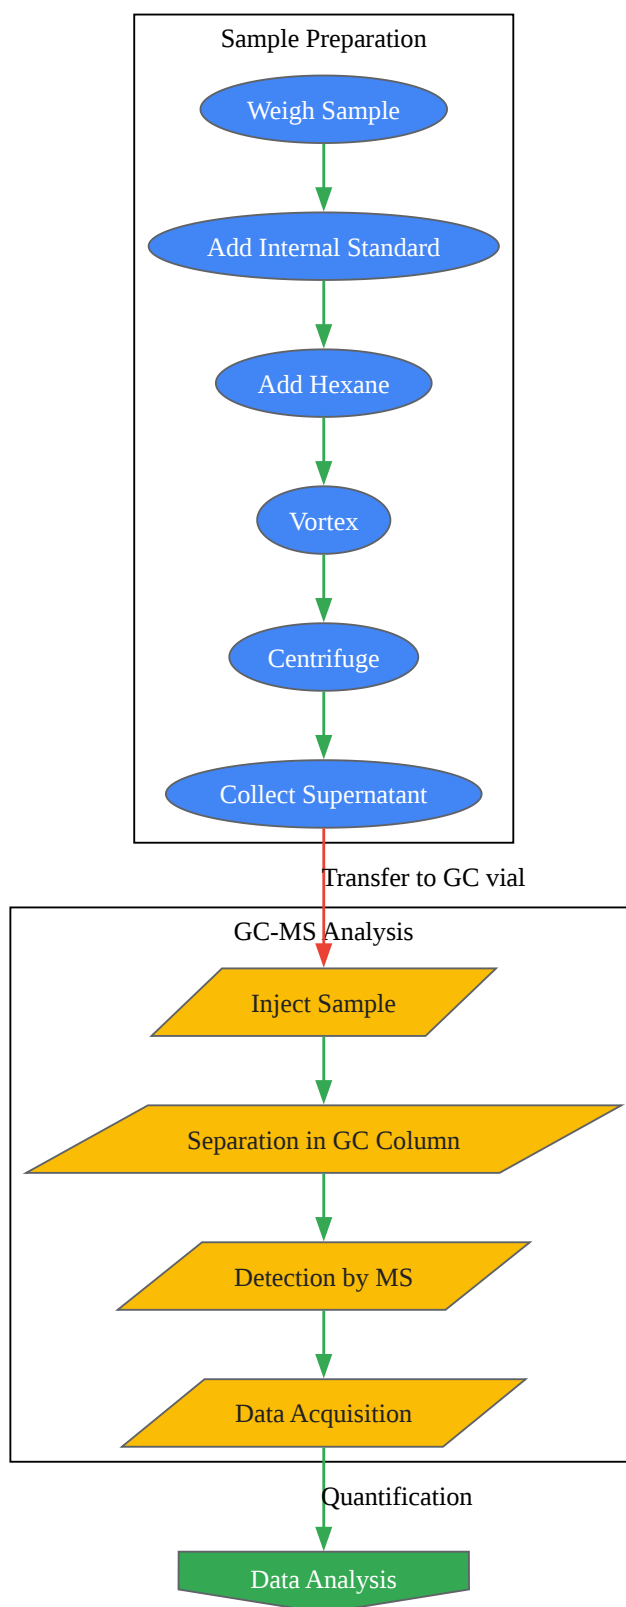 Sample Preparation
Weigh Sample
Add Internal Standard
Add Hexane
Vortex
Centrifuge
Collect Supernatant
Transfer to GC vial
GC-MS Analysis
Inject Sample
Separation in GC Column
Detection by MS
Data Acquisition
Quantification
Data Analysis